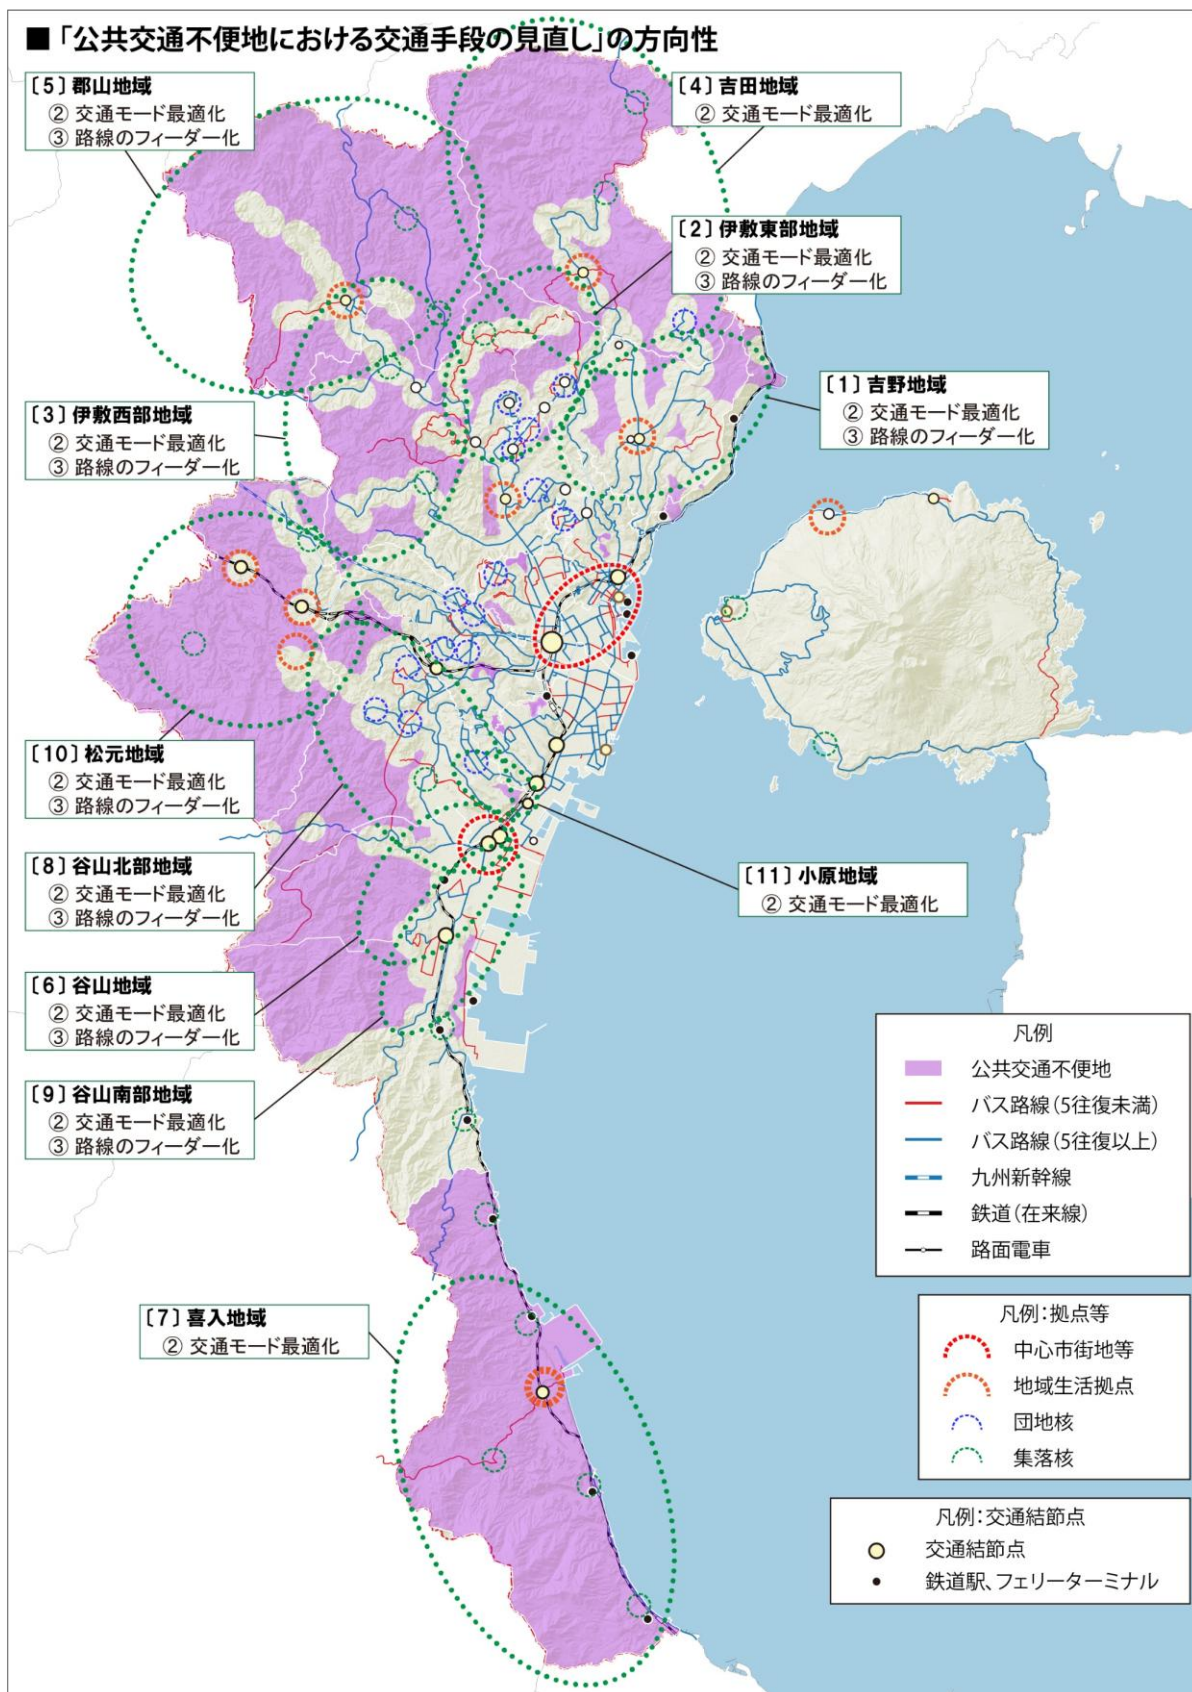 ■「公共交通不便地における交通手段の見直し」の方向性
〔5〕郡山地域
② 交通モード最適化
③ 路線のフィーダー化
〔4〕吉田地域
② 交通モード最適化
〔2〕伊敷東部地域
② 交通モード最適化
③ 路線のフィーダー化
〔1〕吉野地域
② 交通モード最適化
③ 路線のフィーダー化
〔3〕伊敷西部地域
② 交通モード最適化
③ 路線のフィーダー化
〔10〕松元地域
② 交通モード最適化
③ 路線のフィーダー化
〔8〕谷山北部地域
② 交通モード最適化
③ 路線のフィーダー化
〔11〕小原地域
② 交通モード最適化
〔6〕谷山地域
② 交通モード最適化
③ 路線のフィーダー化
〔9〕谷山南部地域
② 交通モード最適化
③ 路線のフィーダー化
〔7〕喜入地域
② 交通モード最適化
凡例
公共交通不便地
バス路線(5往復未満)
バス路線(5往復以上)
九州新幹線
鉄道(在来線)
路面電車
凡例:拠点等
中心市街地等
地域生活拠点
団地核
集落核
凡例:交通結節点
交通結節点
鉄道駅、フェリーターミナル